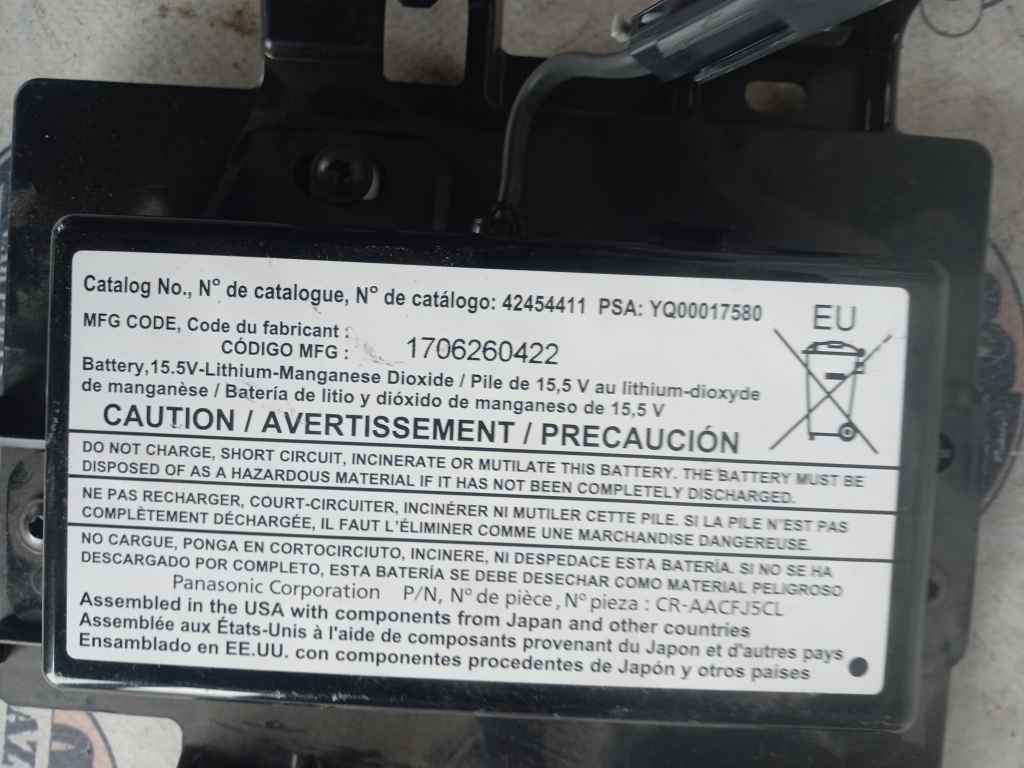 Catalog No., N° de catalogue, N° de catálogo: 42454411 PSA: YQ00017580
EU
MFG CODE, Code du fabricant :
CÓDIGO MFG :
1706260422
Battery,15.5V-Lithium-Manganese Dioxide / Pile de 15,5 V au lithium-dioxyde
de manganèse / Batería de litio y dióxido de manganeso de 15,5 V
CAUTION / AVERTISSEMENT / PRECAUCIÓN
DO NOT CHARGE, SHORT CIRCUIT, INCINERATE OR MUTILATE THIS BATTERY. THE BATTERY MUST BE
DISPOSED OF AS A HAZARDOUS MATERIAL IF IT HAS NOT BEEN COMPLETELY DISCHARGED.
NE PAS RECHARGER, COURT-CIRCUITER, INCINÉRER NI MUTILER CETTE PILE. SI LA PILE N'EST PAS
COMPLÈTEMENT DÉCHARGÉE, IL FAUT L'ÉLIMINER COMME UNE MARCHANDISE DANGEREUSE.
NO CARGUE, PONGA EN CORTOCIRCIUTO, INCINERE, NI DESPEDACE ESTA BATERÍA. SI NO SE HA
DESCARGADO POR COMPLETO, ESTA BATERÍA SE DEBE DESECHAR COMO MATERIAL PELIGROSO
Panasonic Corporation P/N, N° de pièce, N° pieza : CR-AACFJ5CL
Assembled in the USA with components from Japan and other countries
Assemblée aux États-Unis à l'aide de composants provenant du Japon et d'autres pays
Ensamblado en EE.UU. con componentes procedentes de Japón y otros países